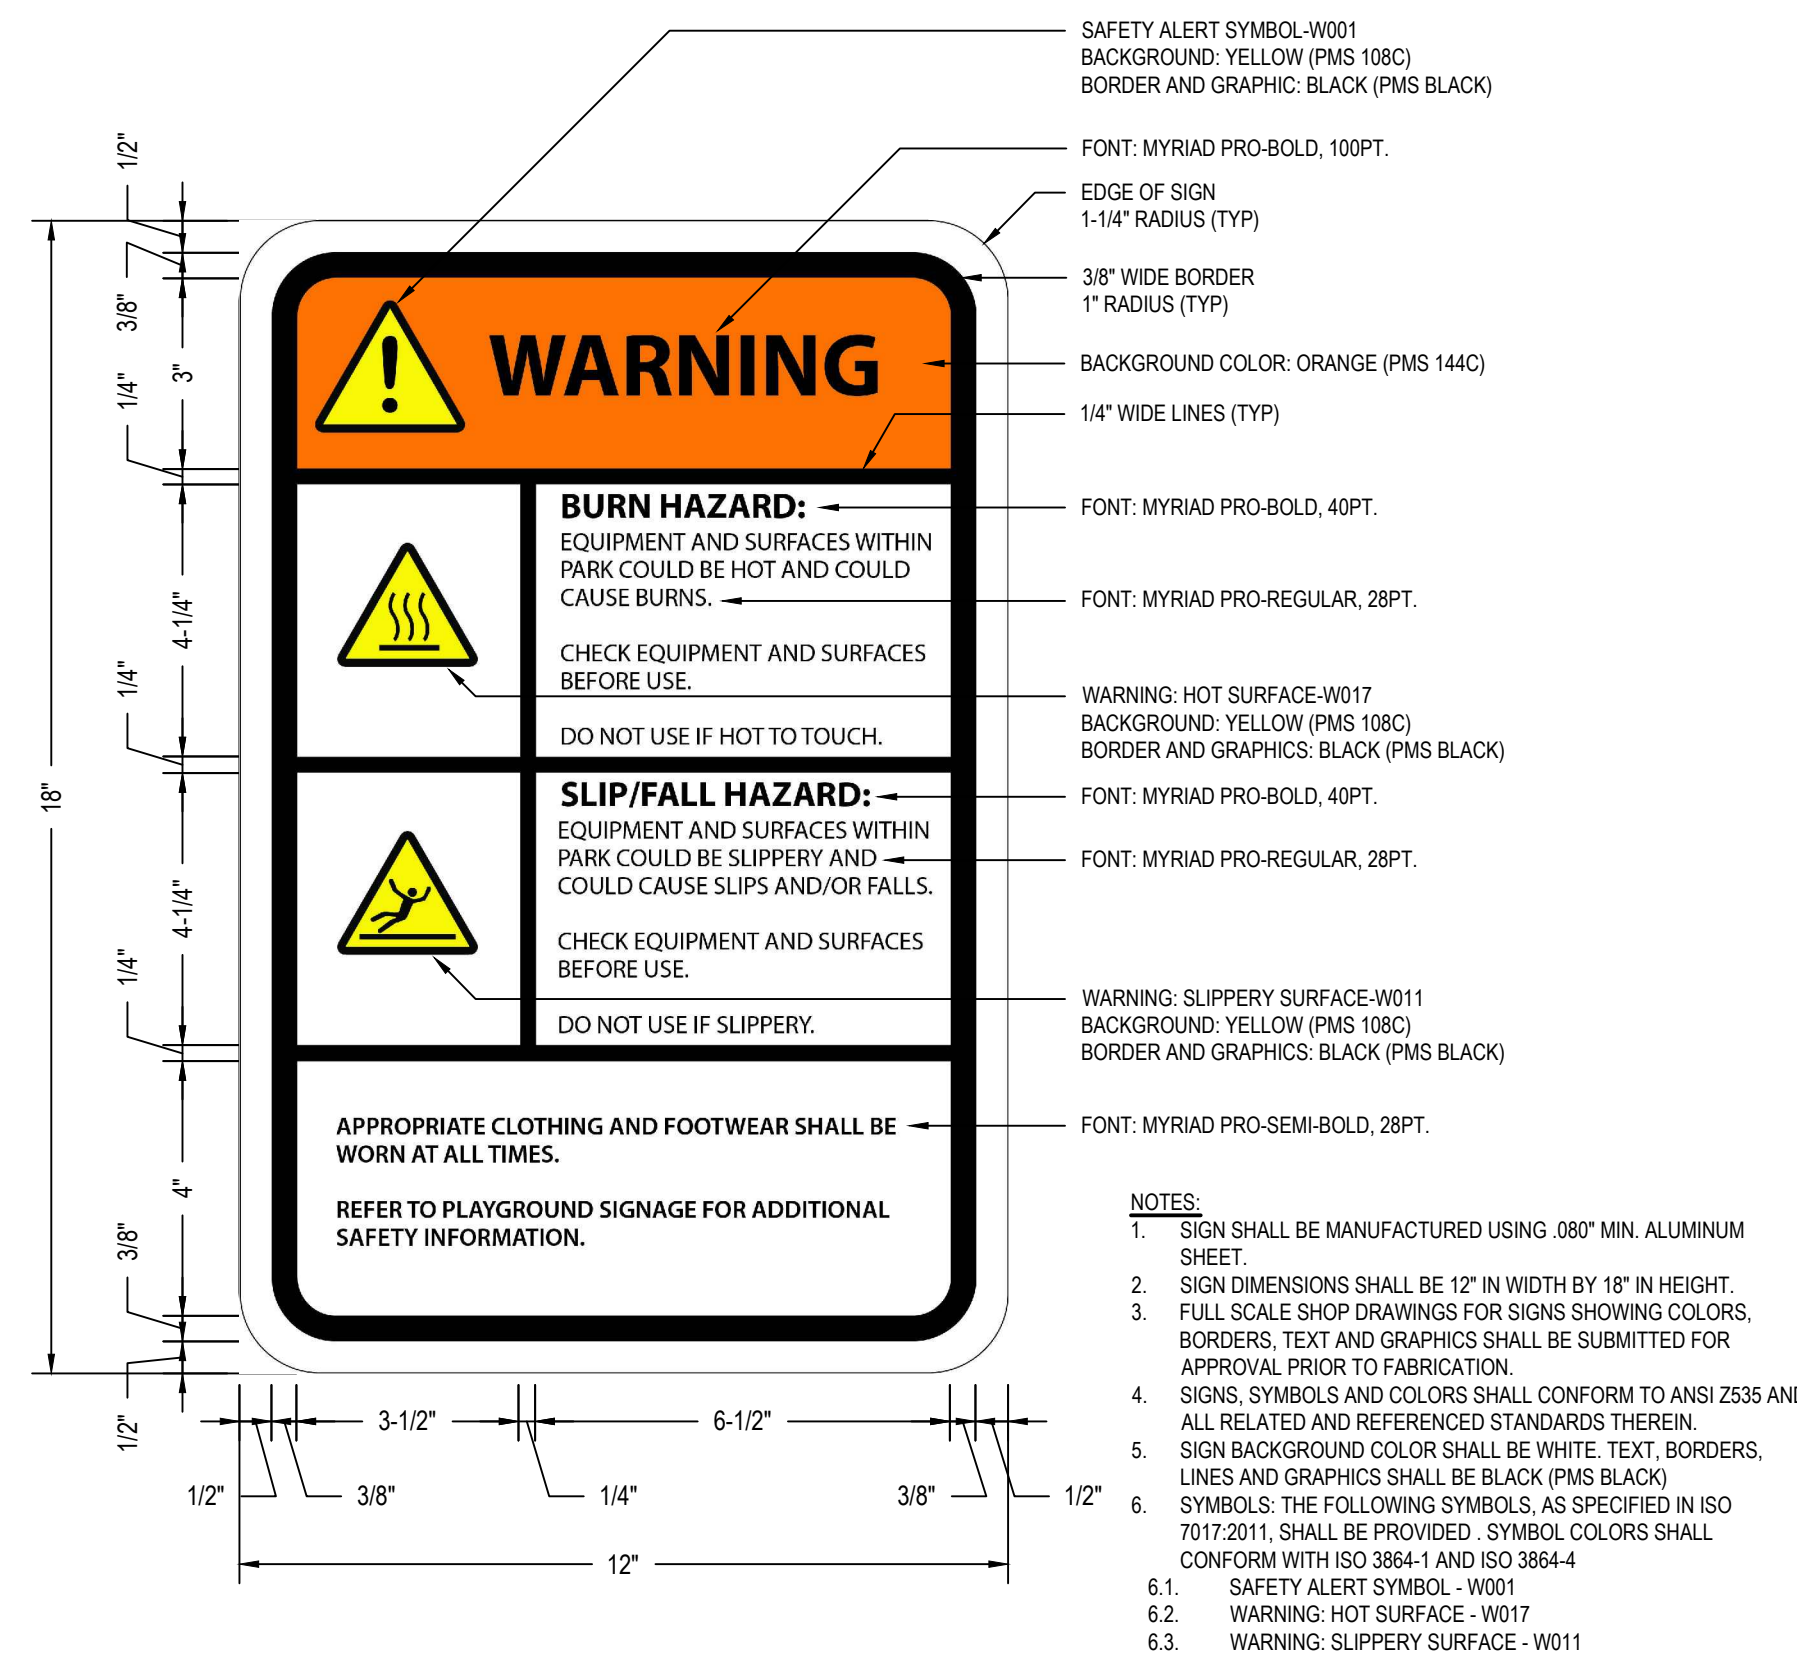 SAFETY ALERT SYMBOL-W001
BACKGROUND: YELLOW (PMS 108C)
BORDER AND GRAPHIC: BLACK (PMS BLACK)
FONT: MYRIAD PRO-BOLD, 100PT.
EDGE OF SIGN
1-1/4" RADIUS (TYP)
3/8" WIDE BORDER
1" RADIUS (TYP)
BACKGROUND COLOR: ORANGE (PMS 144C)
1/4" WIDE LINES (TYP)
FONT: MYRIAD PRO-BOLD, 40PT.
FONT: MYRIAD PRO-REGULAR, 28PT.
WARNING: HOT SURFACE-W017
BACKGROUND: YELLOW (PMS 108C)
BORDER AND GRAPHICS: BLACK (PMS BLACK)
FONT: MYRIAD PRO-BOLD, 40PT.
FONT: MYRIAD PRO-REGULAR, 28PT.
WARNING: SLIPPERY SURFACE-W011
BACKGROUND: YELLOW (PMS 108C)
BORDER AND GRAPHICS: BLACK (PMS BLACK)
FONT: MYRIAD PRO-SEMI-BOLD, 28PT.
1/2"
3/8"
3"
1/4"
4-1/4"
1/4"
18"
4-1/4"
1/4"
4"
3/8"
1/2"
WARNING
BURN HAZARD:
EQUIPMENT AND SURFACES WITHIN
PARK COULD BE HOT AND COULD
CAUSE BURNS.
CHECK EQUIPMENT AND SURFACES
BEFORE USE.
DO NOT USE IF HOT TO TOUCH.
SLIP/FALL HAZARD:
EQUIPMENT AND SURFACES WITHIN
PARK COULD BE SLIPPERY AND
COULD CAUSE SLIPS AND/OR FALLS.
CHECK EQUIPMENT AND SURFACES
BEFORE USE.
DO NOT USE IF SLIPPERY.
APPROPRIATE CLOTHING AND FOOTWEAR SHALL BE
WORN AT ALL TIMES.
REFER TO PLAYGROUND SIGNAGE FOR ADDITIONAL
SAFETY INFORMATION.
3-1/2"
6-1/2"
1/2"
3/8"
1/4"
3/8"
1/2"
12"
NOTES:
1. SIGN SHALL BE MANUFACTURED USING .080" MIN. ALUMINUM
SHEET.
2. SIGN DIMENSIONS SHALL BE 12" IN WIDTH BY 18" IN HEIGHT.
3. FULL SCALE SHOP DRAWINGS FOR SIGNS SHOWING COLORS,
BORDERS, TEXT AND GRAPHICS SHALL BE SUBMITTED FOR
APPROVAL PRIOR TO FABRICATION.
4. SIGNS, SYMBOLS AND COLORS SHALL CONFORM TO ANSI Z535 AND
ALL RELATED AND REFERENCED STANDARDS THEREIN.
5. SIGN BACKGROUND COLOR SHALL BE WHITE. TEXT, BORDERS,
LINES AND GRAPHICS SHALL BE BLACK (PMS BLACK)
6. SYMBOLS: THE FOLLOWING SYMBOLS, AS SPECIFIED IN ISO
7017:2011, SHALL BE PROVIDED . SYMBOL COLORS SHALL
CONFORM WITH ISO 3864-1 AND ISO 3864-4
6.1. SAFETY ALERT SYMBOL - W001
6.2. WARNING: HOT SURFACE - W017
6.3. WARNING: SLIPPERY SURFACE - W011